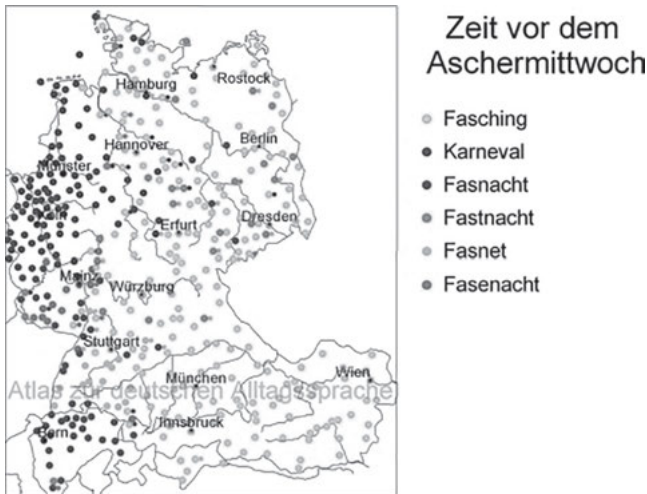 Zeit vor dem
Aschermittwoch
Fasching
Karneval
Fasnacht
Fastnacht
Fasnet
Fasenacht
Hamburg
Rostock
Berlin
Hannover
Münster
Köln
Erfurt
Dresden
Mainz
Würzburg
Stuttgart
München
Wien
Atlas zur deutschen Alltagssprache
Bern
Innsbruck